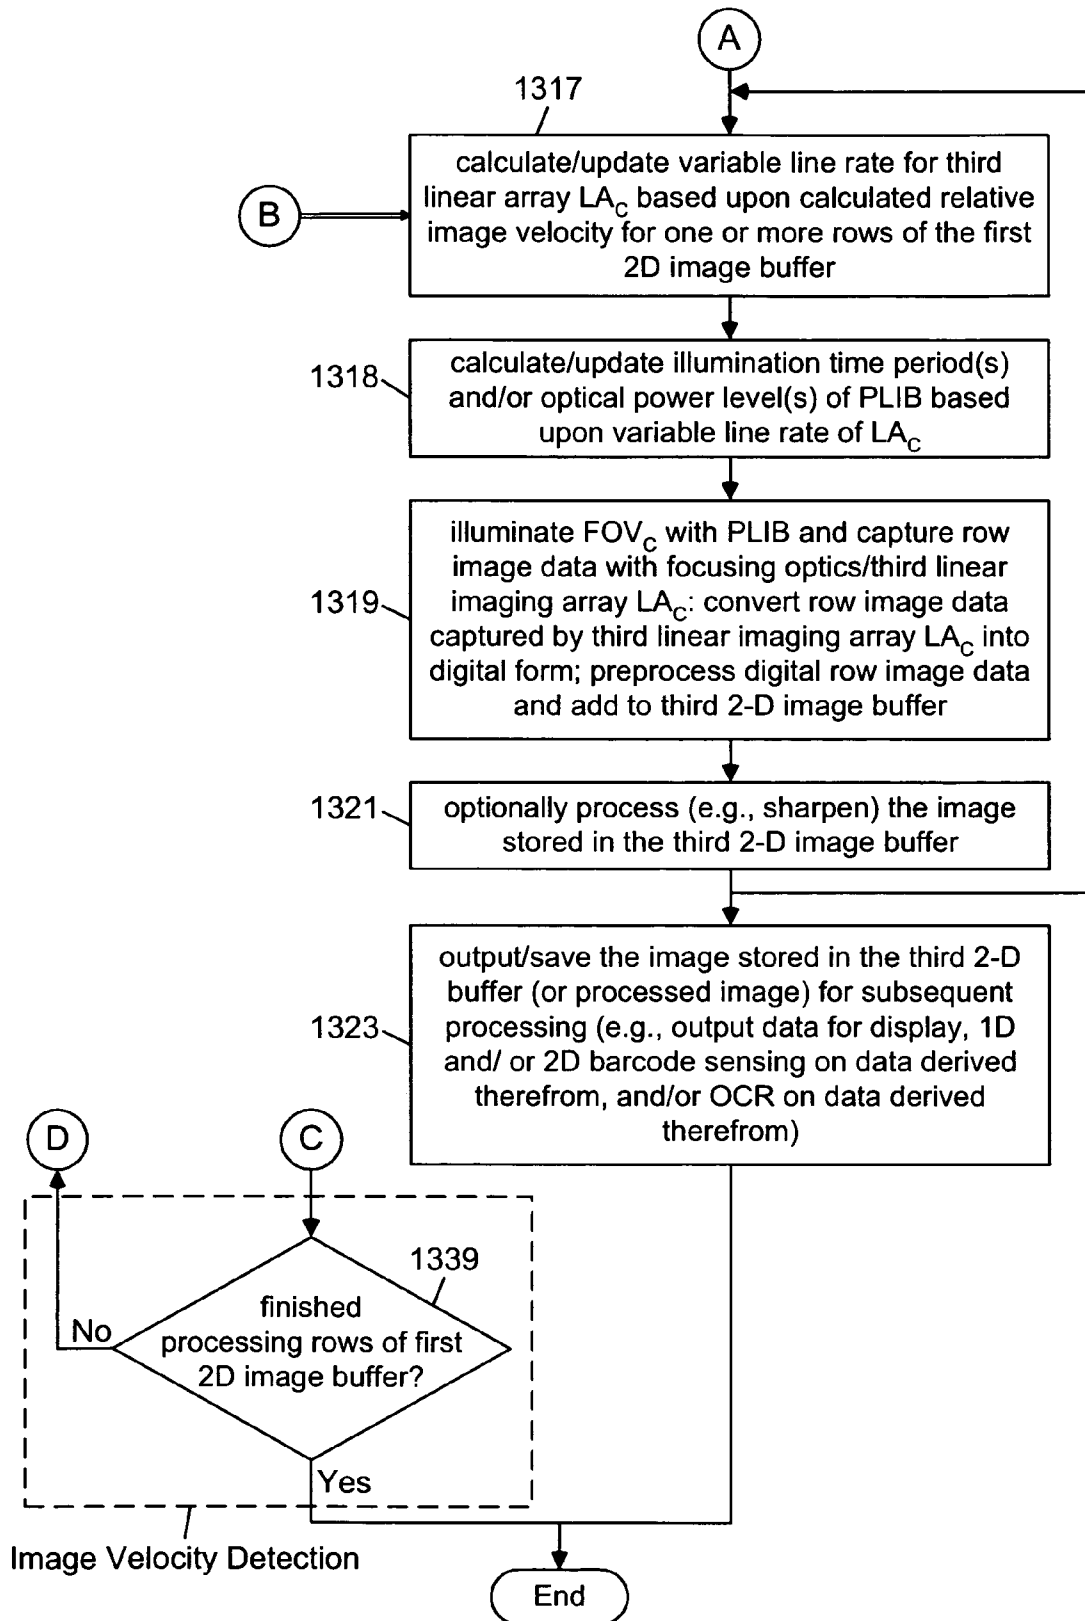 A
1317
calculate/update variable line rate for third
linear array LAC based upon calculated relative
image velocity for one or more rows of the first
2D image buffer
B
1318
calculate/update illumination time period(s)
and/or optical power level(s) of PLIB based
upon variable line rate of LAC
1319
illuminate FOVC with PLIB and capture row
image data with focusing optics/third linear
imaging array LAC: convert row image data
captured by third linear imaging array LAC into
digital form; preprocess digital row image data
and add to third 2-D image buffer
1321
optionally process (e.g., sharpen) the image
stored in the third 2-D image buffer
1323
output/save the image stored in the third 2-D
buffer (or processed image) for subsequent
processing (e.g., output data for display, 1D
and/ or 2D barcode sensing on data derived
therefrom, and/or OCR on data derived
therefrom)
D
C
1339
finished
processing rows of first
2D image buffer?
No
Yes
Image Velocity Detection
End